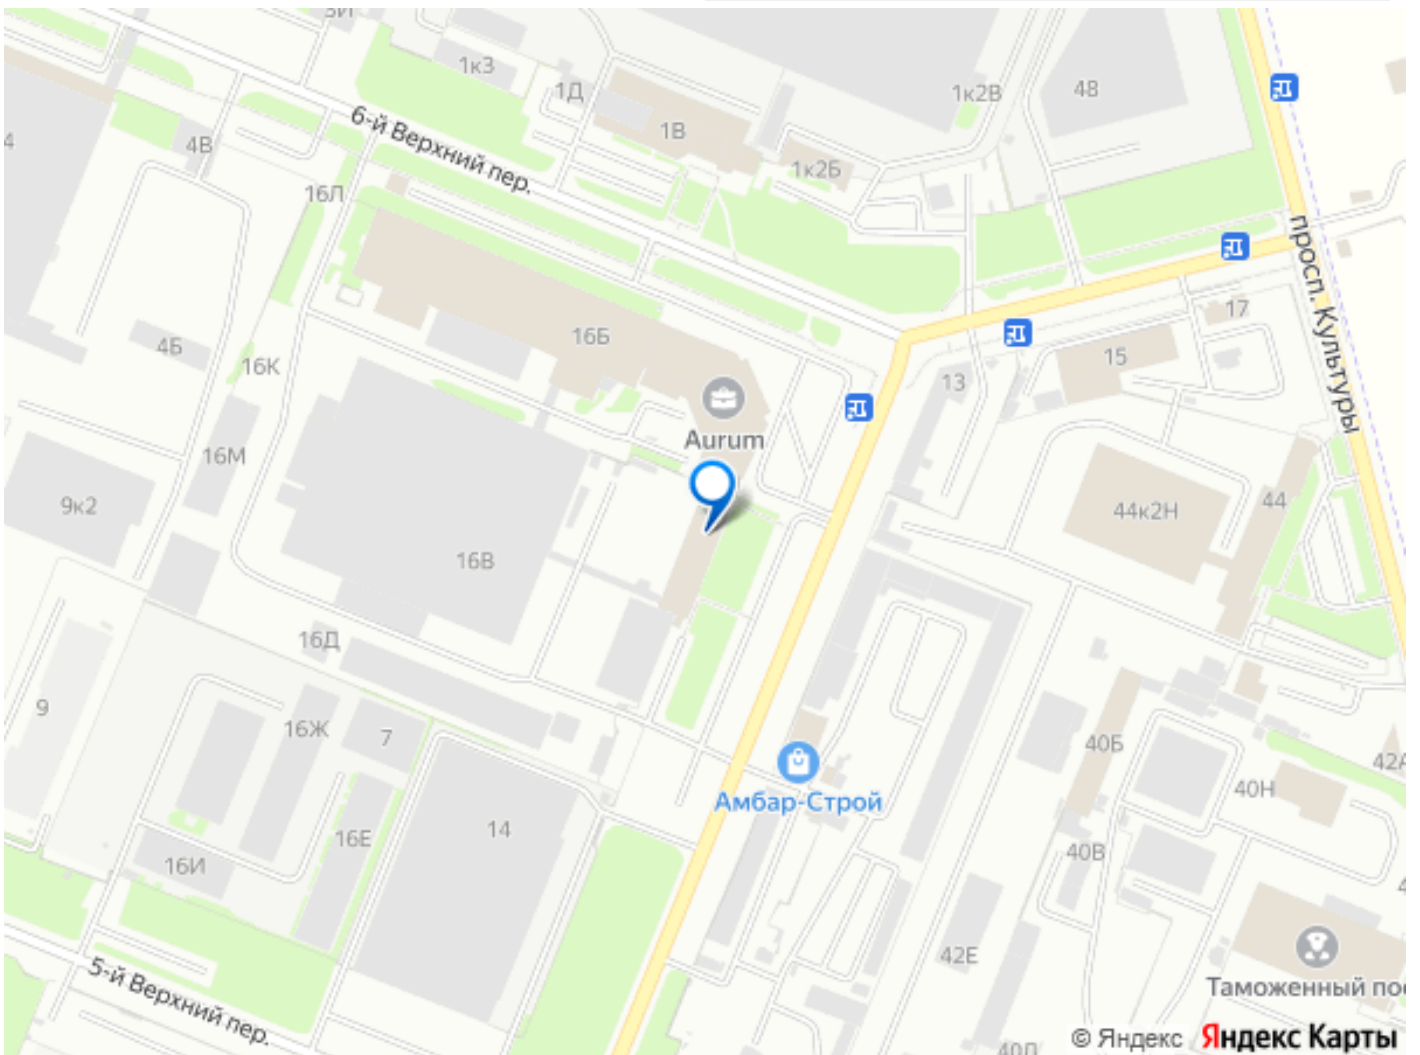 1к3
1Д
1В
1к2Б
1к2В
48
6-й Верхний пер.
4В
16Л
просп. Культуры
17
16Б
15
4Б
16К
13
Aurum
16М
9к2
44к2Н
44
16В
16Д
9
16Ж
7
40Б
40Н
Амбар-Строй
14
16Е
16И
40В
42Е
5-й Верхний пер.
Таможенный по
© Яндекс Яндекс Карты